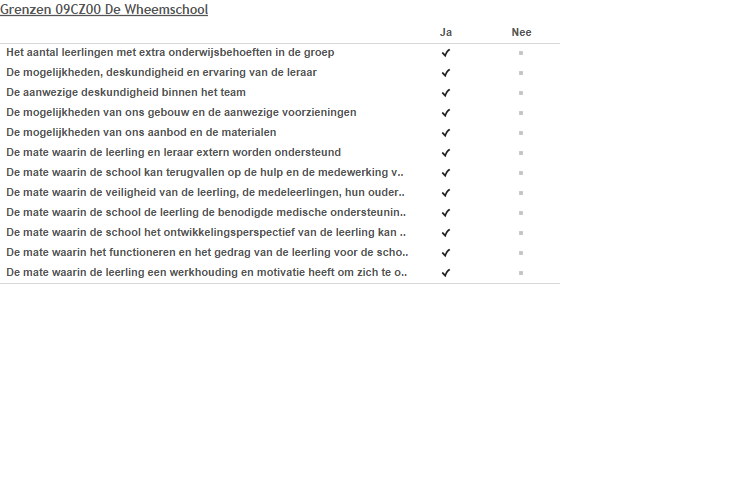 Grenzen 09CZ00 De Wheemschool
Ja Nee
Het aantal leerlingen met extra onderwijsbehoeften in de groep
De mogelijkheden, deskundigheid en ervaring van de leraar
De aanwezige deskundigheid binnen het team
De mogelijkheden van ons gebouw en de aanwezige voorzieningen
De mogelijkheden van ons aanbod en de materialen
De mate waarin de leerling en leraar extern worden ondersteund
De mate waarin de school kan terugvallen op de hulp en de medewerking v..
De mate waarin de veiligheid van de leerling, de medeleerlingen, hun ouder..
De mate waarin de school de leerling de benodigde medische ondersteunin..
De mate waarin de school het ontwikkelingsperspectief van de leerling kan ..
De mate waarin het functioneren en het gedrag van de leerling voor de scho..
De mate waarin de leerling een werkhouding en motivatie heeft om zich te o..